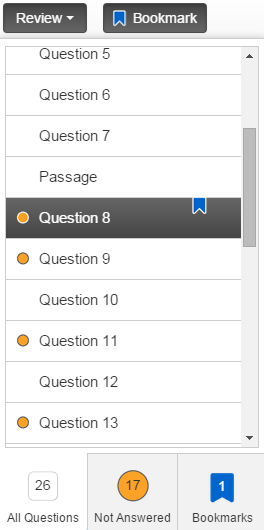 Review Bookmark
Question 5
Question 6
Question 7
Passage
Question 8
Question 9
Question 10
Question 11
Question 12
Question 13
26 17 1
All Questions Not Answered Bookmarks